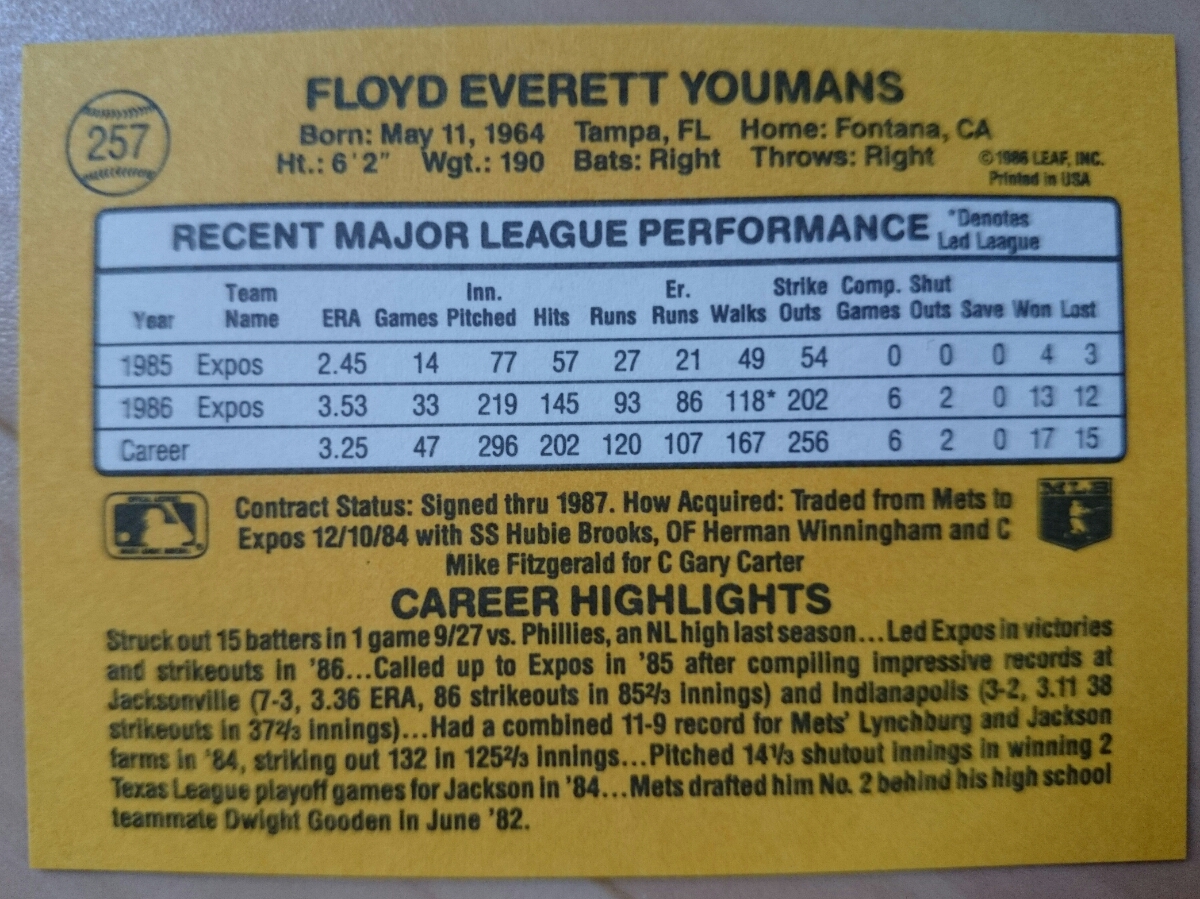 257
FLOYD EVERETT YOUMANS
Born: May 11, 1964 Tampa, FL Home: Fontana, CA
Ht.: 6'2" Wgt.: 190 Bats: Right Throws: Right
©1986 LEAF, INC.
Printed in USA
RECENT MAJOR LEAGUE PERFORMANCE *Denotes Led League
Year Team Name ERA Games Inn. Pitched Hits Runs Er. Runs Walks Strike Outs Comp. Games Shut Outs Save Won Lost
1985 Expos 2.45 14 77 57 27 21 49 54 0 0 0 4 3
1986 Expos 3.53 33 219 145 93 86 118* 202 6 2 0 13 12
Career 3.25 47 296 202 120 107 167 256 6 2 0 17 15
MLB
Contract Status: Signed thru 1987. How Acquired: Traded from Mets to
Expos 12/10/84 with SS Hubie Brooks, OF Herman Winningham and C
Mike Fitzgerald for C Gary Carter
CAREER HIGHLIGHTS
Struck out 15 batters in 1 game 9/27 vs. Phillies, an NL high last season...Led Expos in victories
and strikeouts in '86...Called up to Expos in '85 after compiling impressive records at
Jacksonville (7-3, 3.36 ERA, 86 strikeouts in 85⅔ innings) and Indianapolis (3-2, 3.11 38
strikeouts in 37⅔ innings)...Had a combined 11-9 record for Mets' Lynchburg and Jackson
farms in '84, striking out 132 in 125⅔ innings...Pitched 14⅓ shutout innings in winning 2
Texas League playoff games for Jackson in '84...Mets drafted him No. 2 behind his high school
teammate Dwight Gooden in June '82.